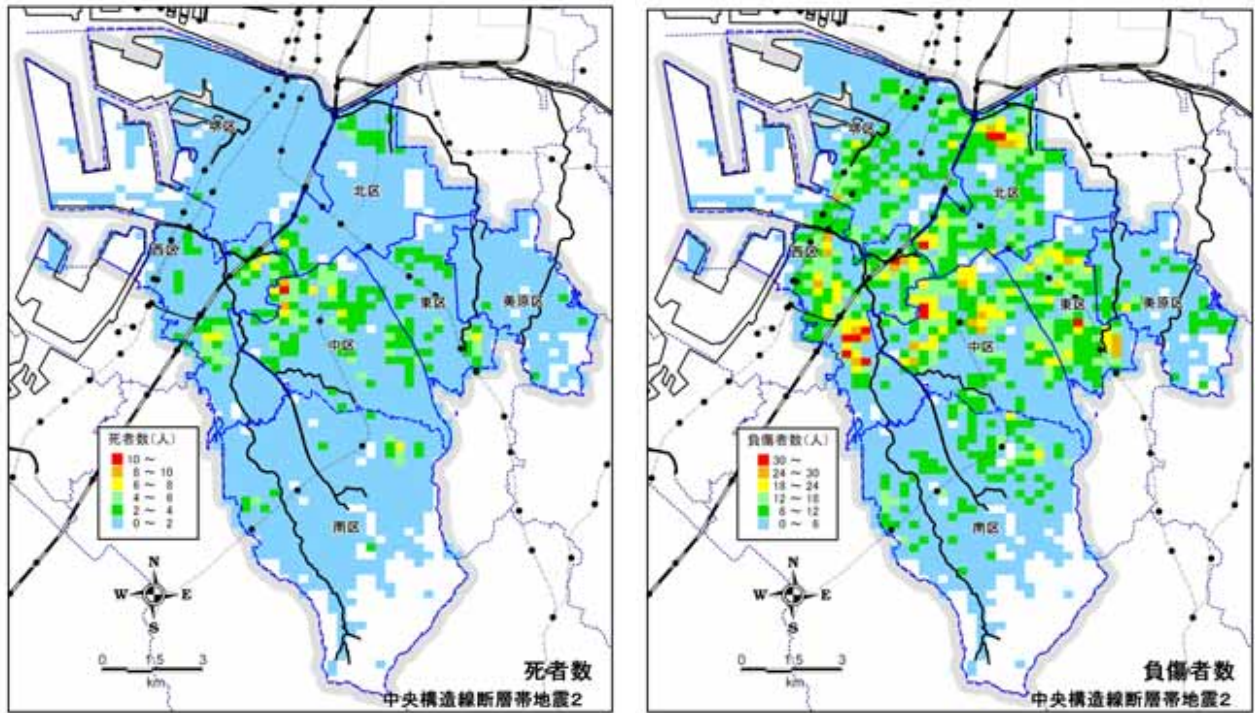 堺区
北区
西区
東区
美原区
中区
死者数(人)
10 ～
8 ～ 10
6 ～ 8
4 ～ 6
2 ～ 4
0 ～ 2
南区
N
W E
S
0 1.5 3
km
死者数
中央構造線断層帯地震2
堺区
北区
西区
東区
美原区
中区
負傷者数(人)
30 ～
24 ～ 30
18 ～ 24
12 ～ 18
6 ～ 12
0 ～ 6
南区
N
W E
S
0 1.5 3
km
負傷者数
中央構造線断層帯地震2